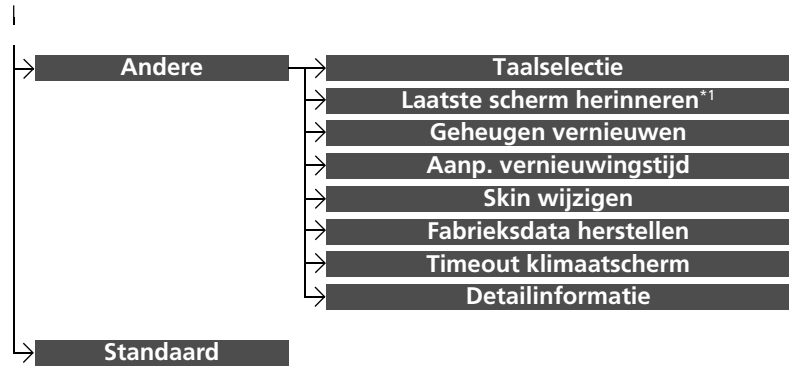 Andere
Taalselectie
Laatste scherm herinneren*1
Geheugen vernieuwen
Aanp. vernieuwingstijd
Skin wijzigen
Fabrieksdata herstellen
Timeout klimaatscherm
Detailinformatie
Standaard